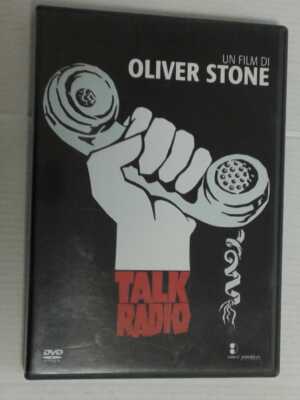 UN FILM DI
OLIVER STONE
TALK
RADIO
DVD